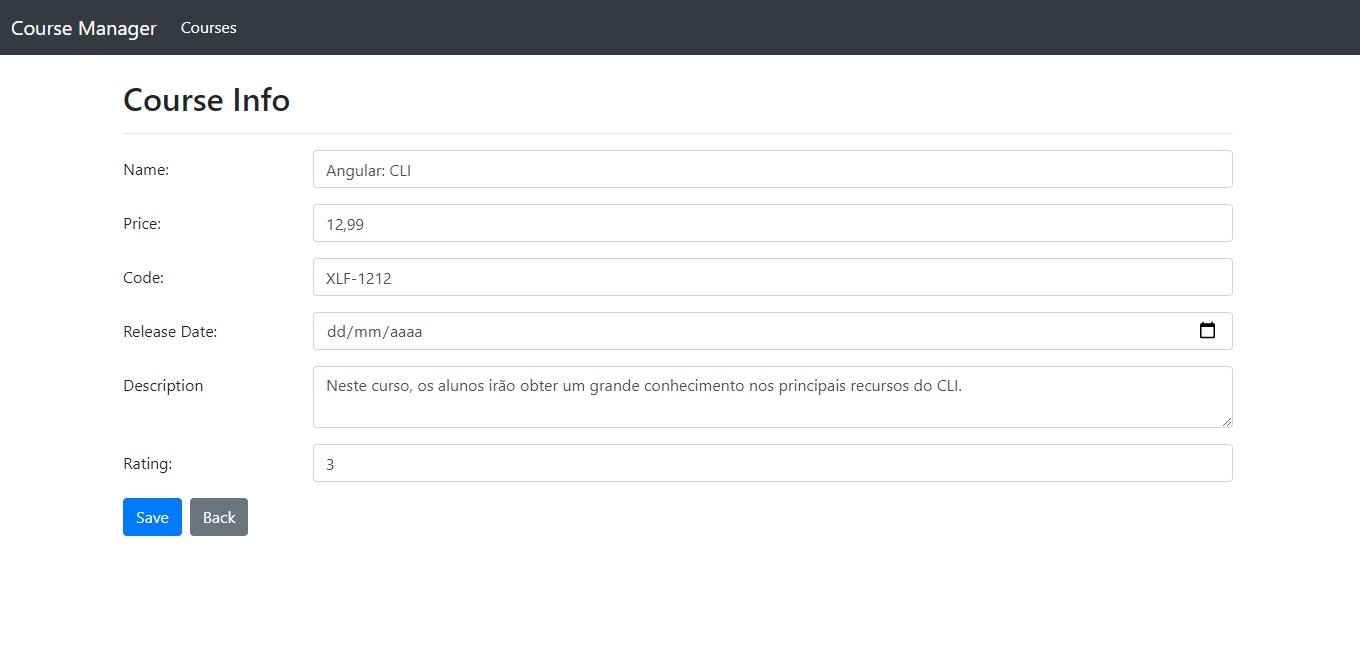 Course Manager Courses
Course Info
Name: Angular: CLI
Price: 12,99
Code: XLF-1212
Release Date: dd/mm/aaaa
Description Neste curso, os alunos irão obter um grande conhecimento nos principais recursos do CLI.
Rating: 3
Save Back